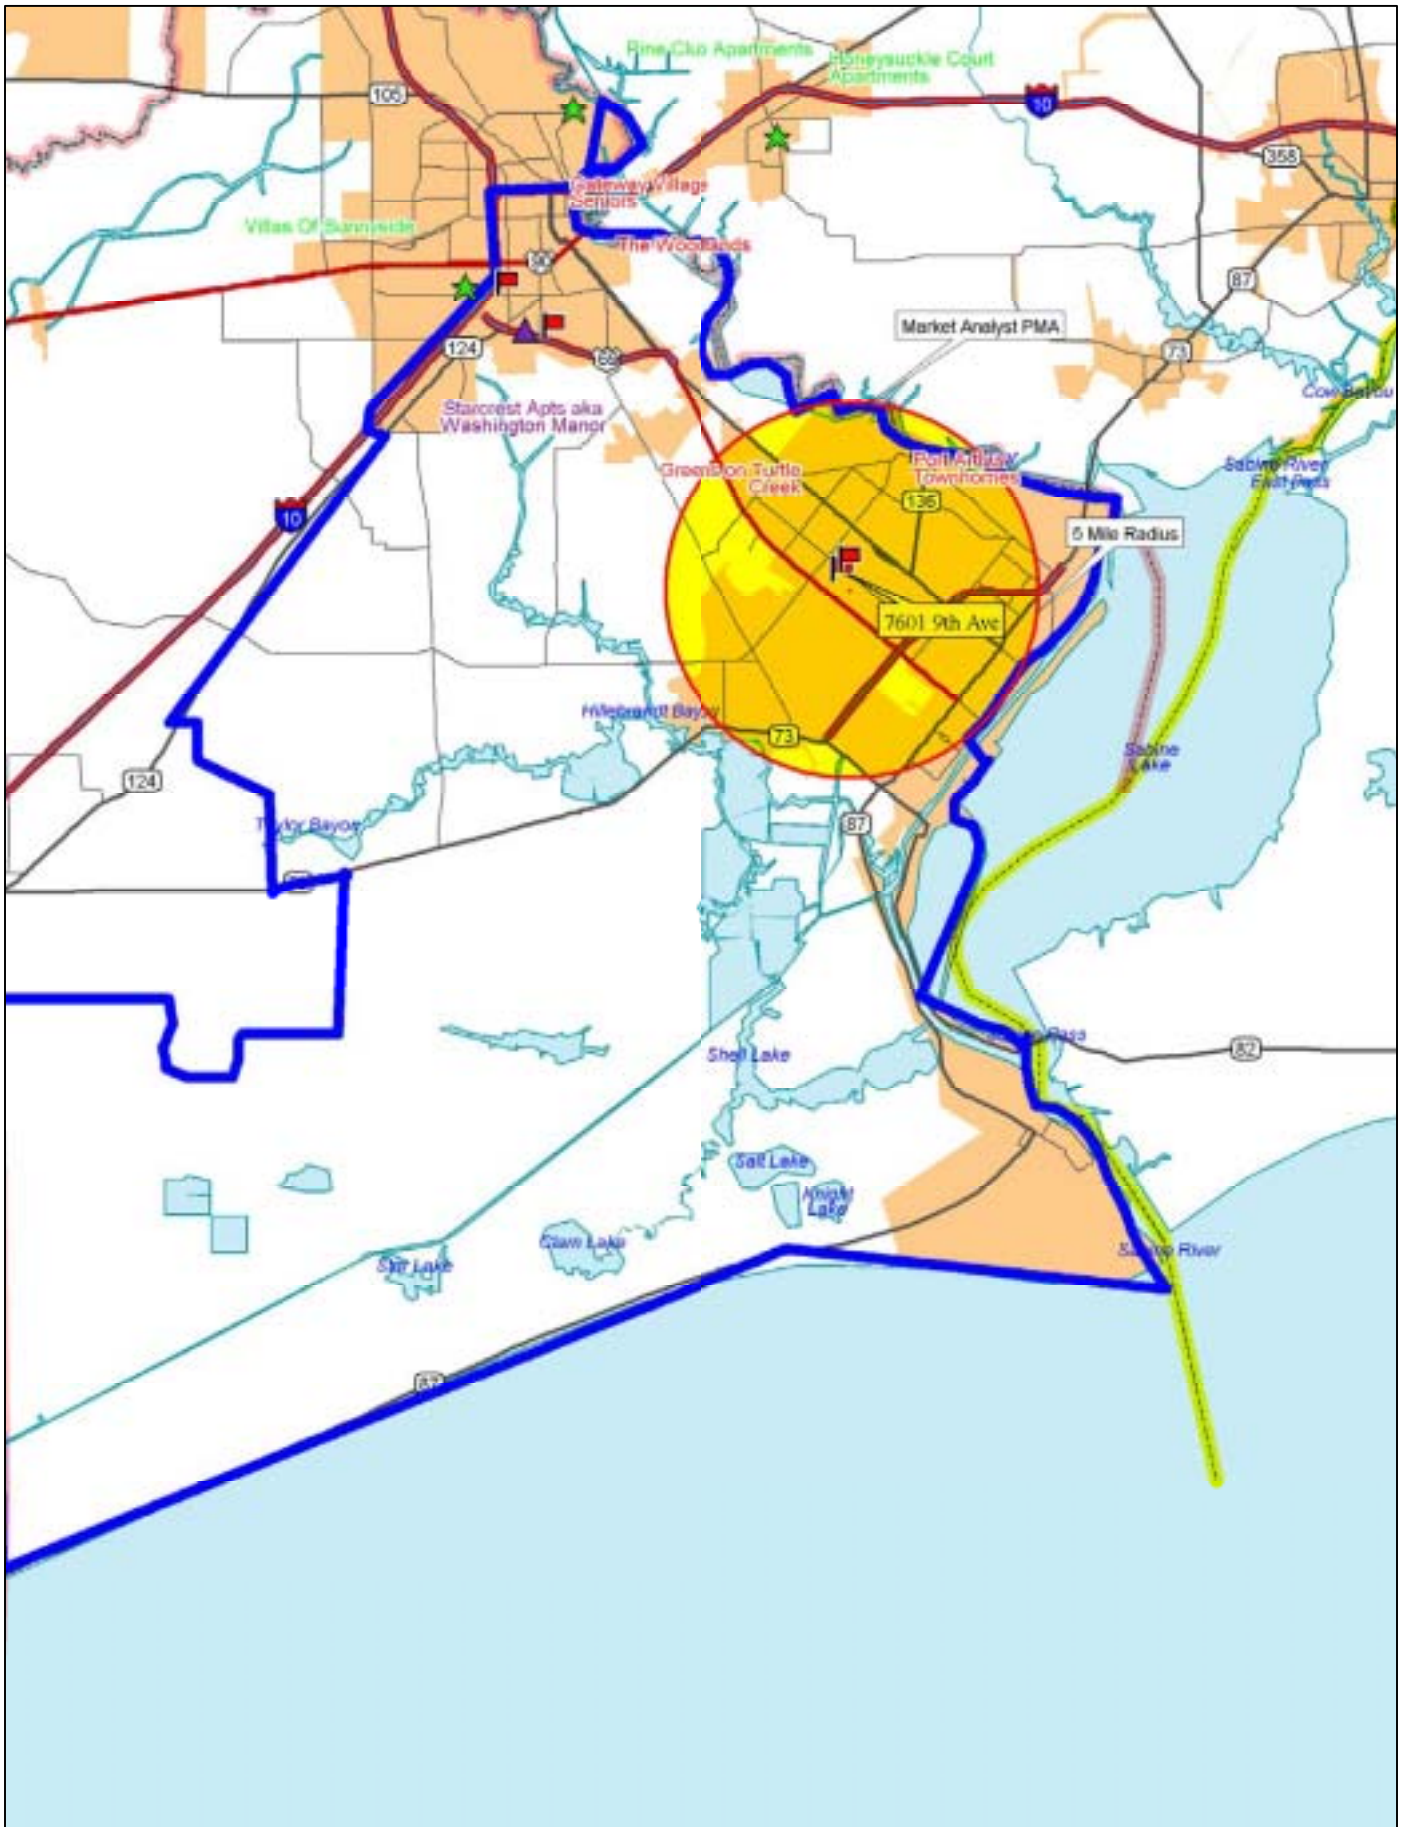 Pine Club Apartments
Honeysuckle Court
Apartments
105
10
358
Gateway Village
Seniors
Villas Of Sunnyside
The Woodlands
90
87
Market Analyst PMA
124
69
73
Cow Bayou
Starcrest Apts aka
Washington Manor
Port Arthur
Townhomes
Greens on Turtle
Creek
Sabine River
East Pass
136
10
5 Mile Radius
7601 9th Ave
Hillebrandt Bayou
73
Sabine
Lake
124
Taylor Bayou
87
Pass
82
Shell Lake
Salt Lake
Knight
Lake
Clam Lake
Sabine River
Star Lake
87